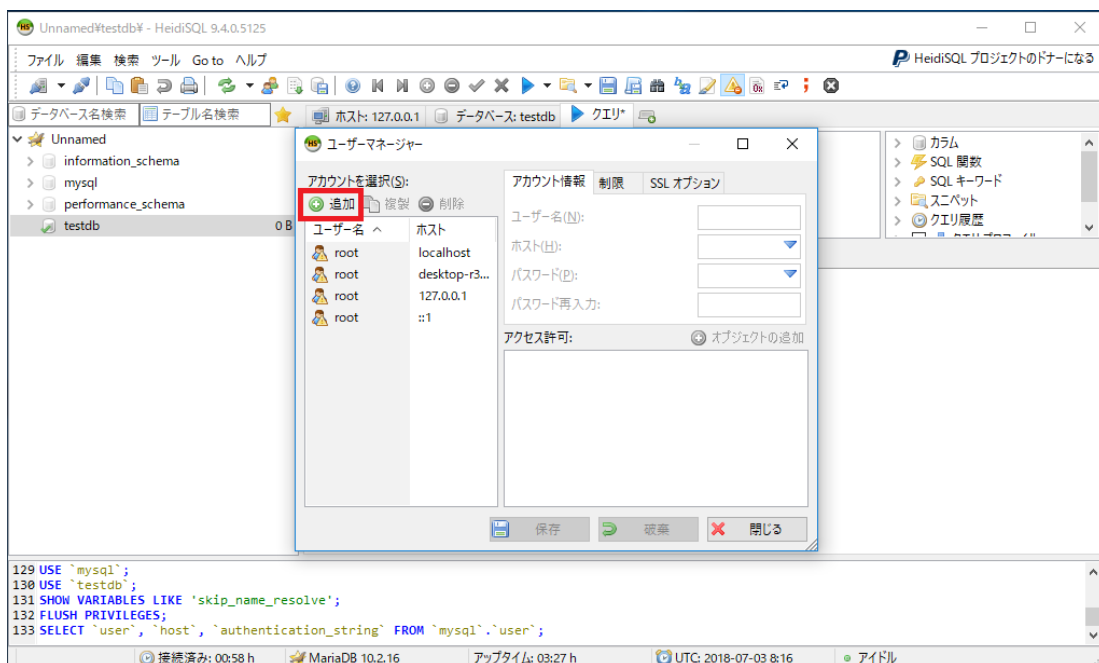 Unnamed¥testdb¥ - HeidiSQL 9.4.0.5125
ファイル 編集 検索 ツール Go to ヘルプ
HeidiSQL プロジェクトのドナーになる
データベース名検索 テーブル名検索
ホスト: 127.0.0.1 データベース: testdb クエリ*
Unnamed
information_schema
mysql
performance_schema
testdb 0 B
ユーザーマネージャー
アカウントを選択(S):
追加 複製 削除
ユーザー名 ホスト
root localhost
root desktop-r3...
root 127.0.0.1
root ::1
アカウント情報 制限 SSL オプション
ユーザー名(N):
ホスト(H):
パスワード(P):
パスワード再入力:
アクセス許可: オブジェクトの追加
保存 破棄 閉じる
カラム
SQL 関数
SQL キーワード
スニペット
クエリ履歴
129 USE `mysql`;
130 USE `testdb`;
131 SHOW VARIABLES LIKE 'skip_name_resolve';
132 FLUSH PRIVILEGES;
133 SELECT `user`, `host`, `authentication_string` FROM `mysql`.`user`;
接続済み: 00:58 h MariaDB 10.2.16 アップタイム: 03:27 h UTC: 2018-07-03 8:16 アイドル